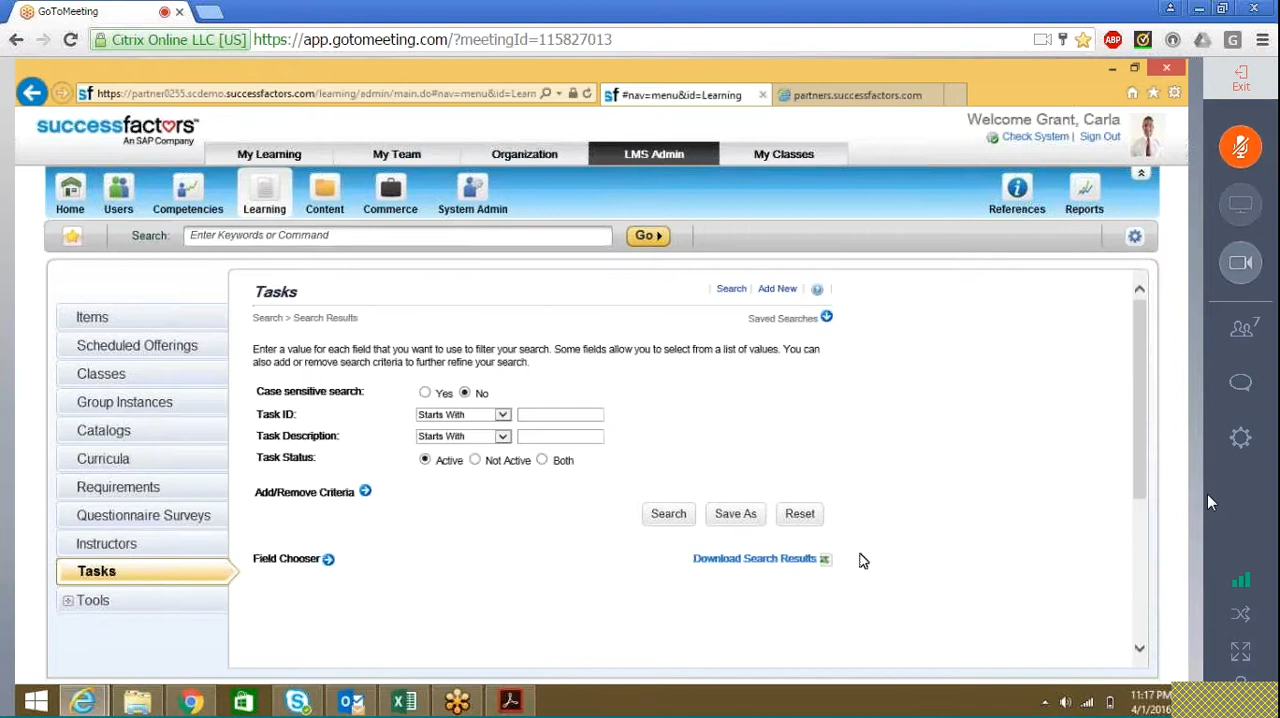 GoToMeeting
Citrix Online LLC [US] https://app.gotomeeting.com/?meetingId=115827013
ABP
G
https://partner0255.scdemo.successfactors.com/learning/admin/main.do#nav=menu&id=Learn
sf #nav=menu&id=Learning
partners.successfactors.com
Exit
successfactors™
An SAP Company
Welcome Grant, Carla
Check System | Sign Out
My Learning
My Team
Organization
LMS Admin
My Classes
Home
Users
Competencies
Learning
Content
Commerce
System Admin
References
Reports
Search:
Enter Keywords or Command
Go
Items
Scheduled Offerings
Classes
Group Instances
Catalogs
Curricula
Requirements
Questionnaire Surveys
Instructors
Tasks
Tools
Tasks
| Search | Add New |
Search > Search Results
Saved Searches
Enter a value for each field that you want to use to filter your search. Some fields allow you to select from a list of values. You can
also add or remove search criteria to further refine your search.
Case sensitive search: Yes No
Task ID: Starts With
Task Description: Starts With
Task Status: Active Not Active Both
Add/Remove Criteria
Search
Save As
Reset
Field Chooser
Download Search Results
7
11:17 PM
4/1/2016